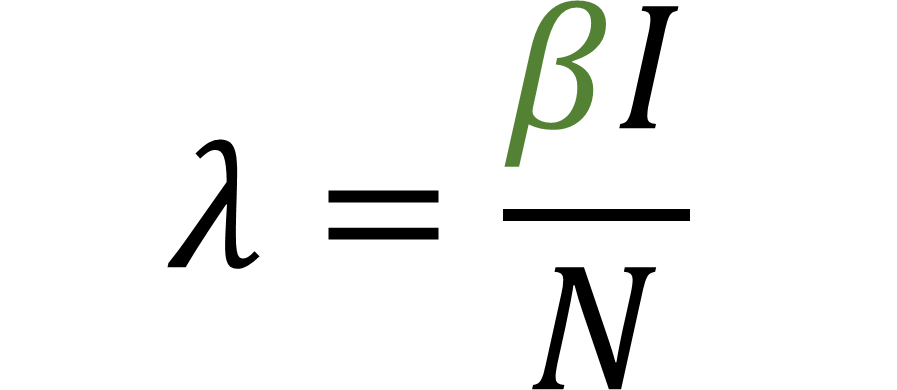 λ = βI
N